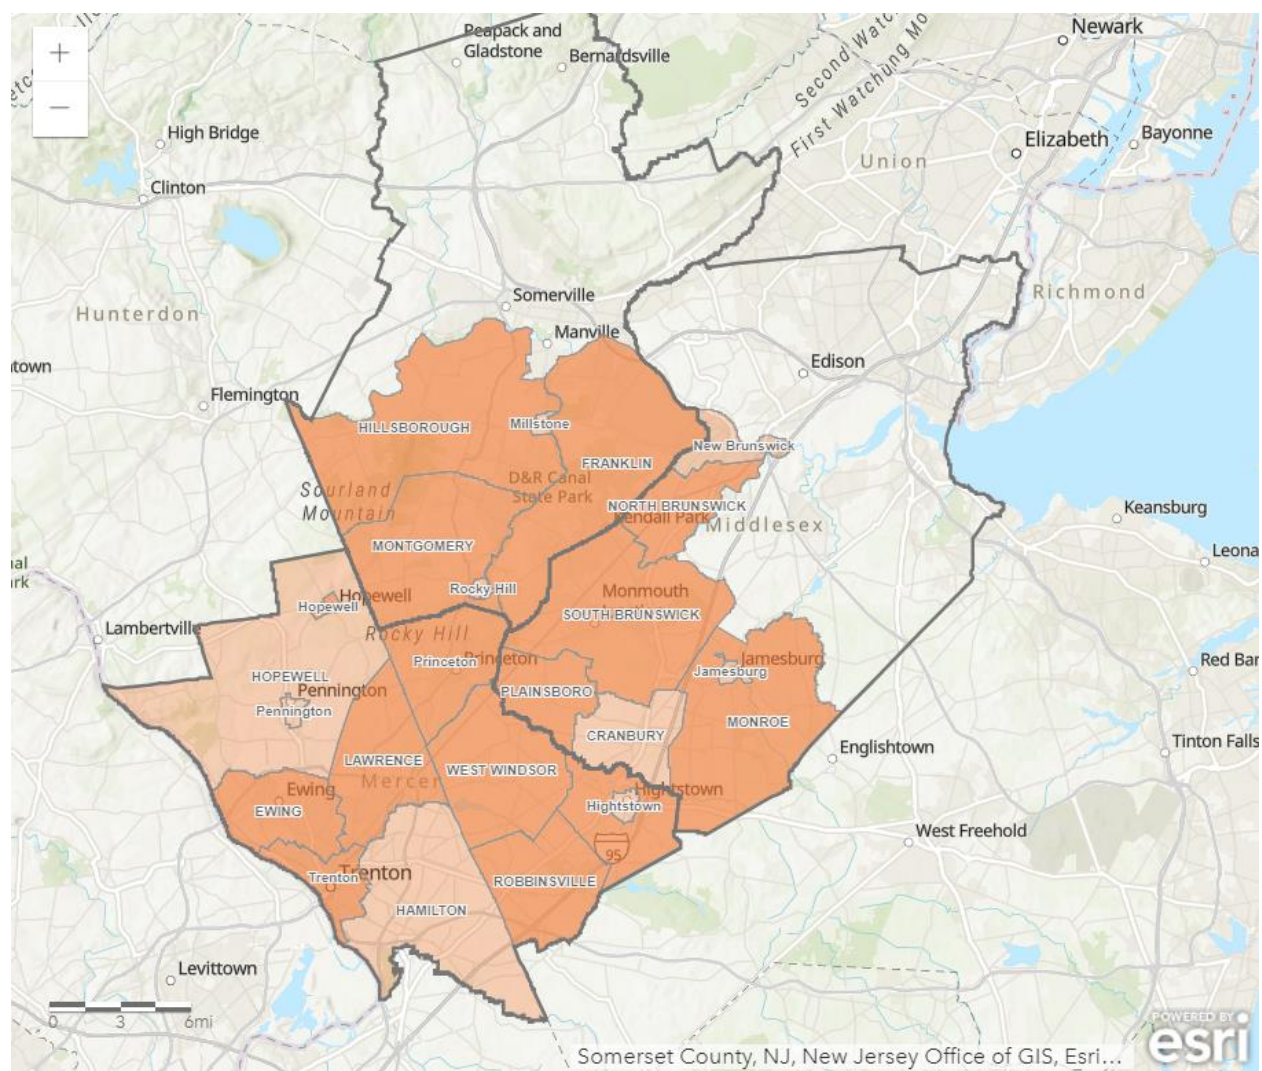 Peapack and
Gladstone
Bernardsville
Newark
Second Watc
First Watchung Mo
+
−
High Bridge
Elizabeth
Bayonne
Union
Clinton
Hunterdon
Somerville
Richmond
Manville
town
Edison
Flemington
HILLSBOROUGH
Millstone
New Brunswick
FRANKLIN
D&R Canal
State Park
Sourland
Mountain
NORTH BRUNSWICK
Kendall Park
Middlesex
Keansburg
MONTGOMERY
Leona
al
rk
Rocky Hill
Monmouth
Hopewell
Hopewell
SOUTH BRUNSWICK
Lambertville
Rocky Hill
Princeton
Princeton
Jamesburg
Jamesburg
Red Bar
HOPEWELL
Pennington
PLAINSBORO
Pennington
MONROE
CRANBURY
Englishtown
Tinton Falls
LAWRENCE
WEST WINDSOR
Mercer
Ewing
EWING
Hightstown
Hightstown
West Freehold
95
Trenton
Trenton
ROBBINSVILLE
HAMILTON
Levittown
0 3 6mi
POWERED BY
esri
Somerset County, NJ, New Jersey Office of GIS, Esri...